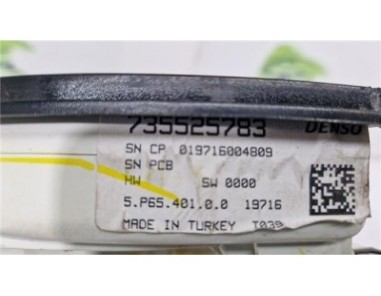 735525783 DENSO
SN CP 019716004809
SN PCB
HW SW 0000
5.P65.401.0.0 19716
MADE IN TURKEY T039